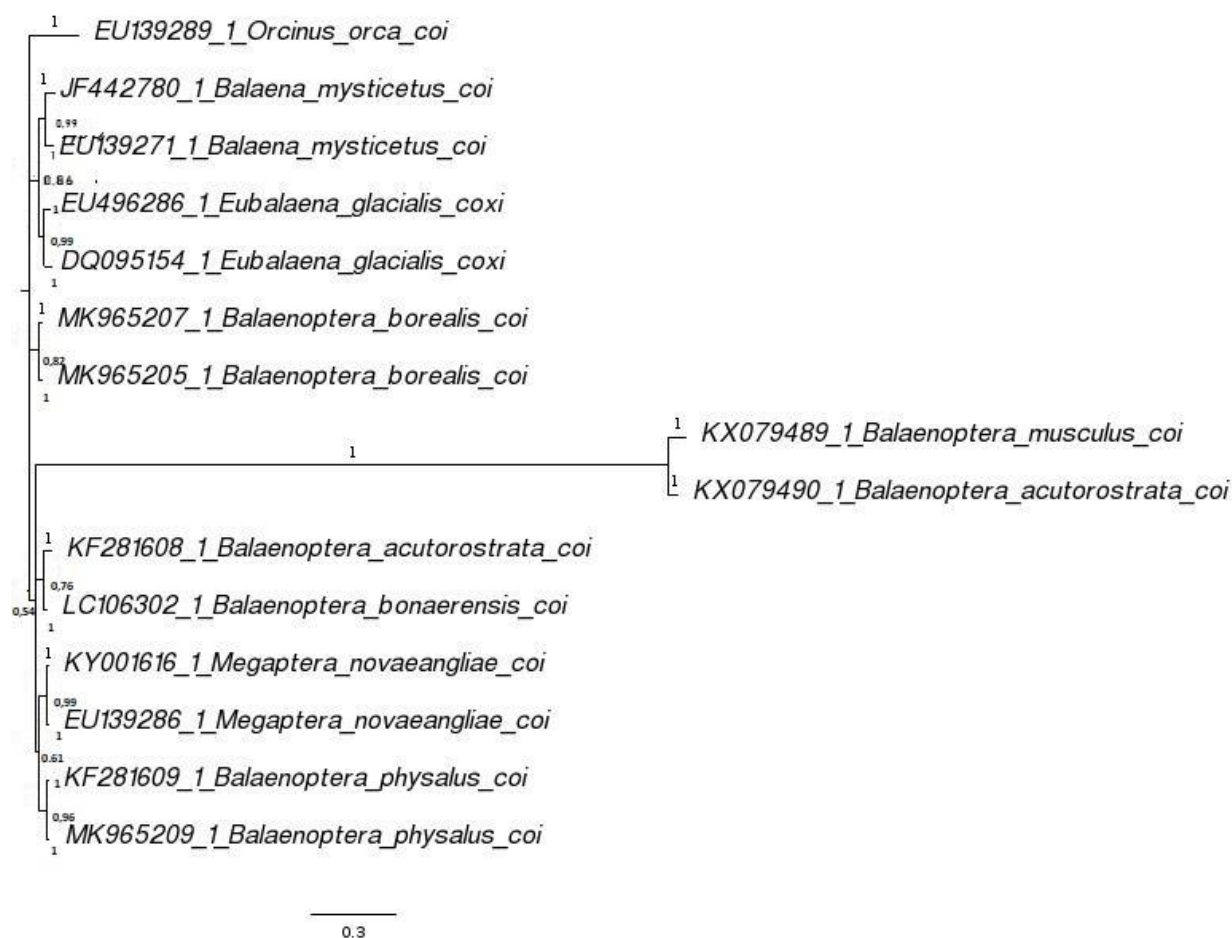 1
EU139289_1_Orcinus_orca_coi
1
JF442780_1_Balaena_mysticetus_coi
0,99
EU139271_1_Balaena_mysticetus_coi
1
1
EU496286_1_Eubalaena_glacialis_coxi
0,99
DQ095154_1_Eubalaena_glacialis_coxi
1
1
MK965207_1_Balaenoptera_borealis_coi
0,82
MK965205_1_Balaenoptera_borealis_coi
1
1
KX079489_1_Balaenoptera_musculus_coi
1
1
KX079490_1_Balaenoptera_acutorostrata_coi
1
KF281608_1_Balaenoptera_acutorostrata_coi
0,76
0,54
LC106302_1_Balaenoptera_bonaerensis_coi
1
1
KY001616_1_Megaptera_novaeangliae_coi
0,99
EU139286_1_Megaptera_novaeangliae_coi
1
0.61
1
KF281609_1_Balaenoptera_physalus_coi
0,96
MK965209_1_Balaenoptera_physalus_coi
1
0.3